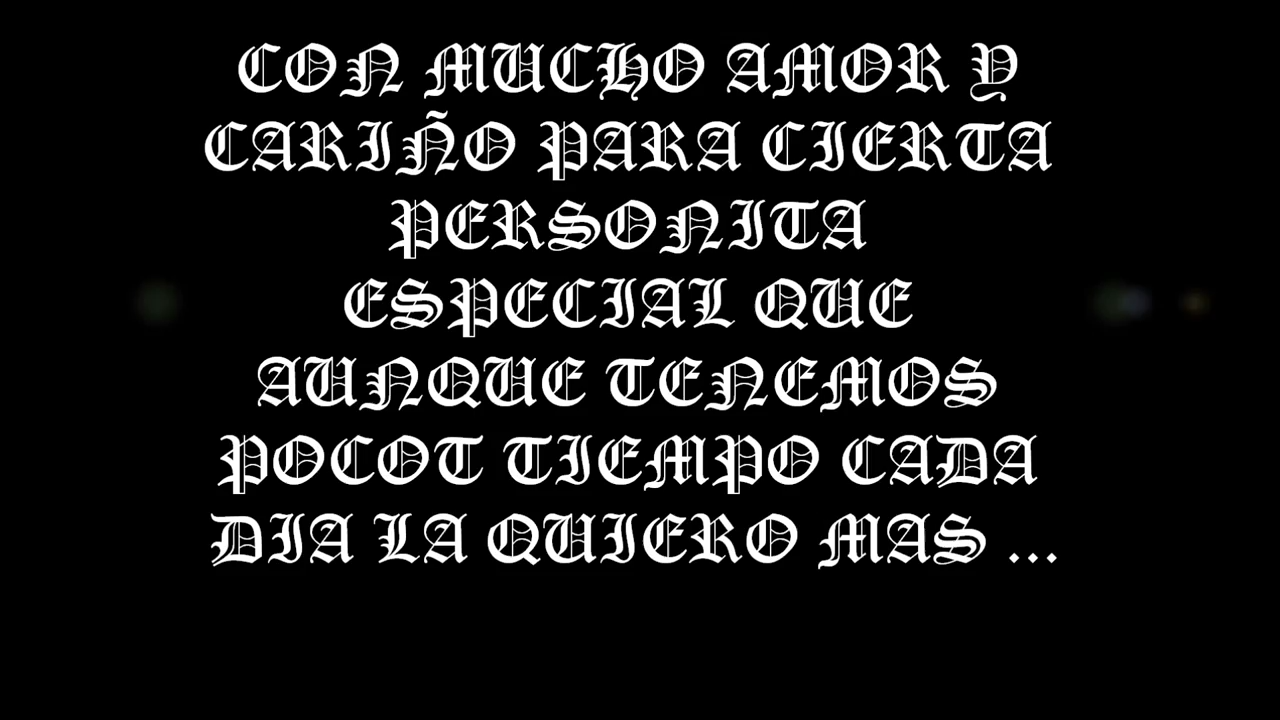 CON MUCHO AMOR Y
CARIÑO PARA CIERTA
PERSONITA
ESPECIAL QUE
AUNQUE TENEMOS
POCOT TIEMPO CADA
DIA LA QUIERO MAS ...